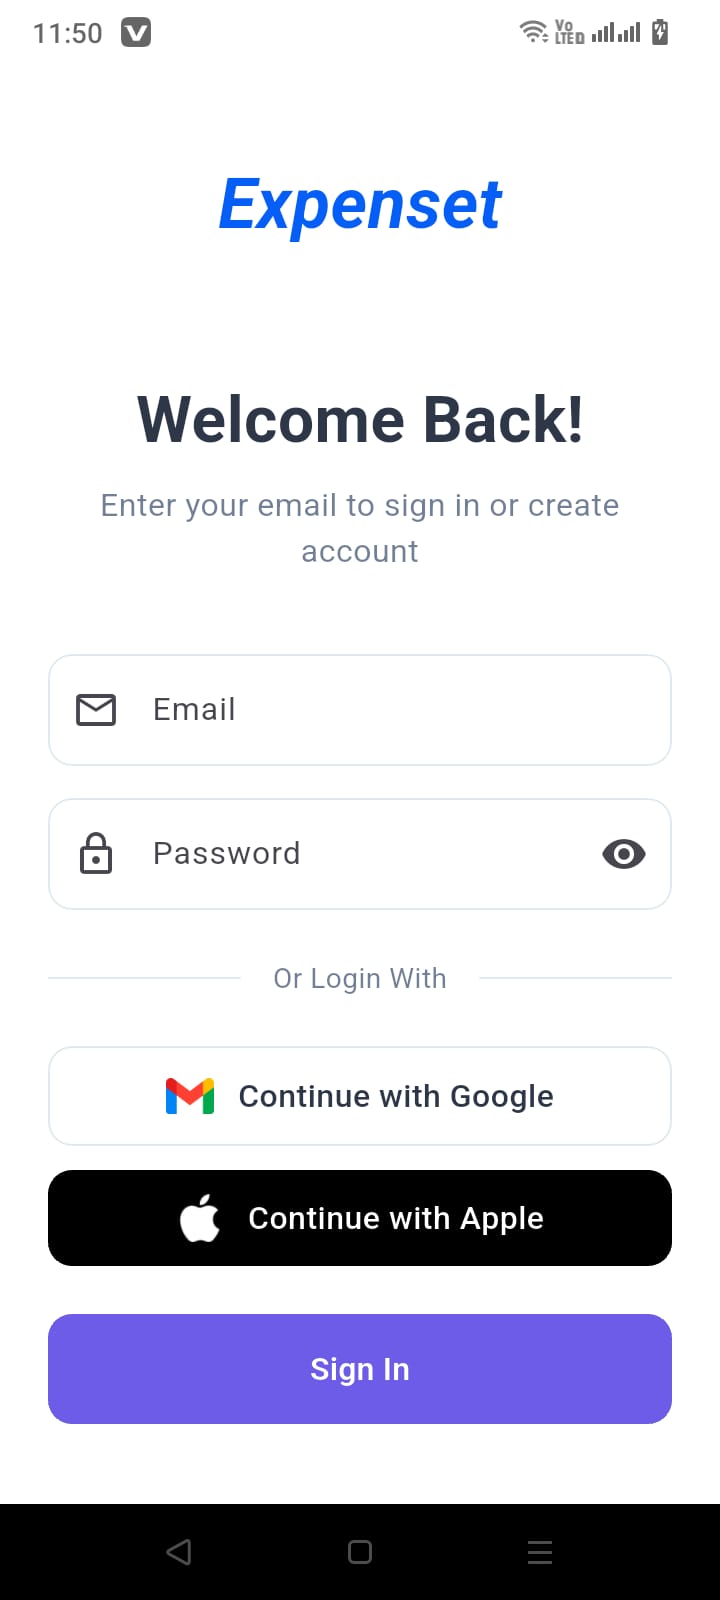 11:50
Vo
LTED
Expenset
Welcome Back!
Enter your email to sign in or create
account
Email
Password
Or Login With
Continue with Google
Continue with Apple
Sign In